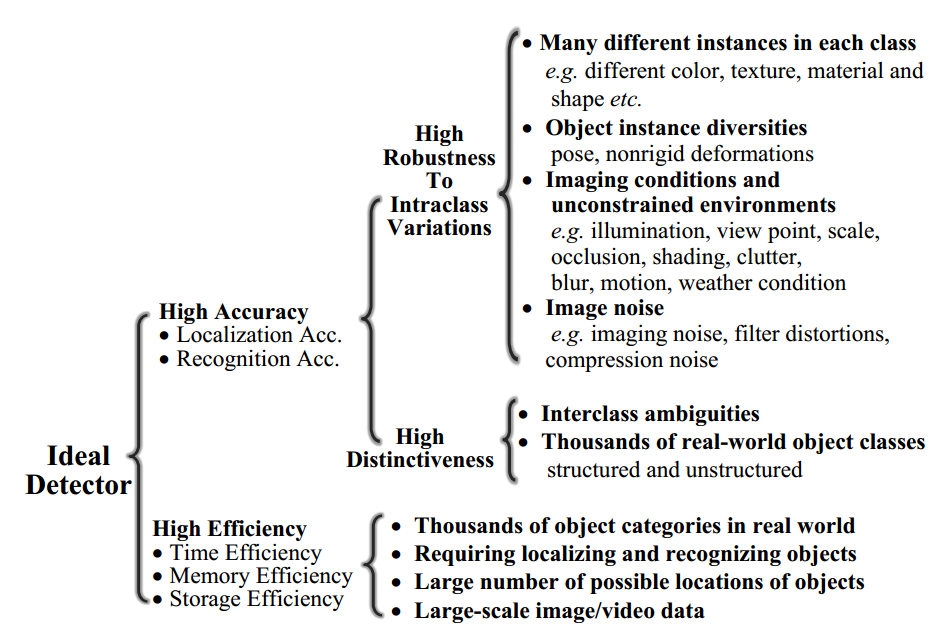 Ideal
Detector
High Accuracy
• Localization Acc.
• Recognition Acc.
High
Robustness
To
Intraclass
Variations
• Many different instances in each class
e.g. different color, texture, material and
shape etc.
• Object instance diversities
pose, nonrigid deformations
• Imaging conditions and
unconstrained environments
e.g. illumination, view point, scale,
occlusion, shading, clutter,
blur, motion, weather condition
• Image noise
e.g. imaging noise, filter distortions,
compression noise
High
Distinctiveness
• Interclass ambiguities
• Thousands of real-world object classes
structured and unstructured
High Efficiency
• Time Efficiency
• Memory Efficiency
• Storage Efficiency
• Thousands of object categories in real world
• Requiring localizing and recognizing objects
• Large number of possible locations of objects
• Large-scale image/video data